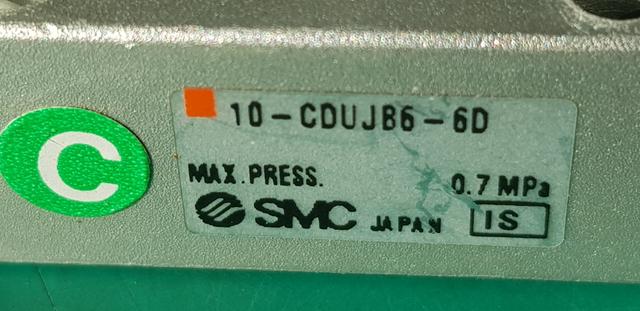 10-CDUJB6-6D
MAX.PRESS. 0.7 MPa
SMC JAPAN IS
C